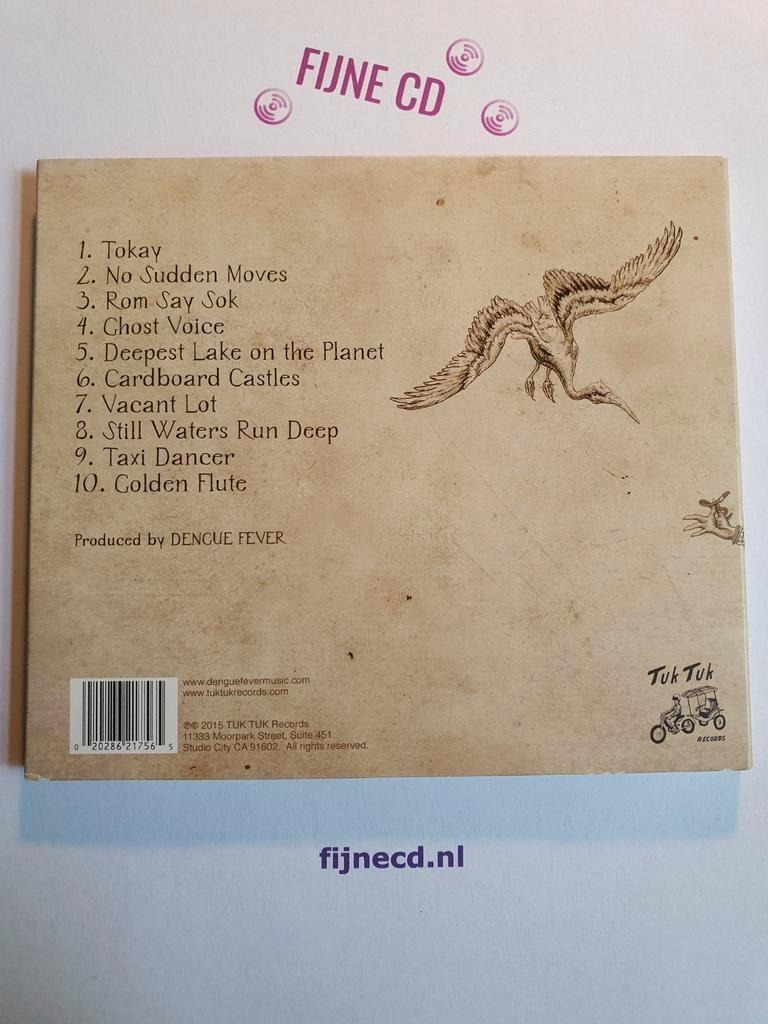 FIJNE CD
1. Tokay
2. No Sudden Moves
3. Rom Say Sok
4. Ghost Voice
5. Deepest Lake on the Planet
6. Cardboard Castles
7. Vacant Lot
8. Still Waters Run Deep
9. Taxi Dancer
10. Golden Flute
Produced by DENGUE FEVER
www.denguefevermusic.com
www.tuktukrecords.com
℗© 2015 TUK TUK Records
11333 Moorpark Street, Suite 451
Studio City CA 91602. All rights reserved.
0 20286 21756 5
Tuk Tuk
RECORDS
fijnecd.nl